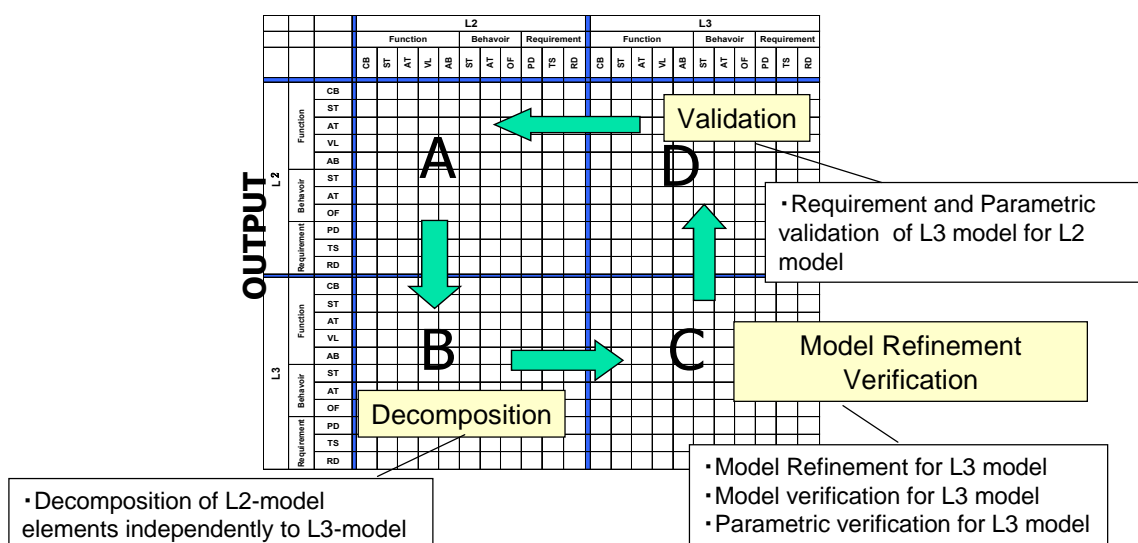 L2 L3
Function Behavoir Requirement Function Behavoir Requirement
CB ST AT VL AB ST AT OF PD TS RD CB ST AT VL AB ST AT OF PD TS RD
OUTPUT
L2
Function
CB
ST
AT
VL
AB
Behavoir
ST
AT
OF
Requirement
PD
TS
RD
L3
Function
CB
ST
AT
VL
AB
Behavoir
ST
AT
OF
Requirement
PD
TS
RD
A
D
Validation
・Requirement and Parametric
validation of L3 model for L2
model
B
C
Decomposition
Model Refinement
Verification
・Decomposition of L2-model
elements independently to L3-model
・Model Refinement for L3 model
・Model verification for L3 model
・Parametric verification for L3 model